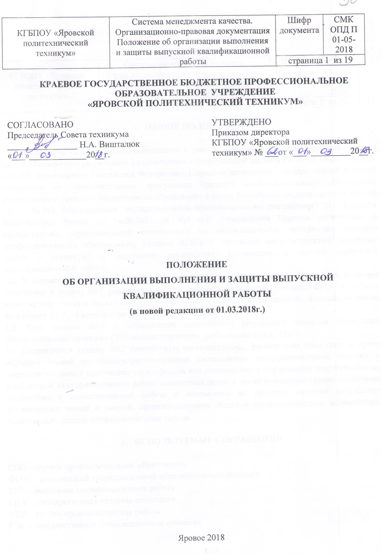 КГБПОУ «Яровской
политехнический
техникум»
Система менеджмента качества.
Организационно-правовая документация
Положение об организации выполнения
и защиты выпускной квалификационной
работы
Шифр
документа
СМК
ОПД П
01-05-
2018
страница 1 из 19
КРАЕВОЕ ГОСУДАРСТВЕННОЕ БЮДЖЕТНОЕ ПРОФЕССИОНАЛЬНОЕ
ОБРАЗОВАТЕЛЬНОЕ УЧРЕЖДЕНИЕ
«ЯРОВСКОЙ ПОЛИТЕХНИЧЕСКИЙ ТЕХНИКУМ»
СОГЛАСОВАНО
Председатель Совета техникума
Н.А. Вишталюк
«01» 03 2018г.
УТВЕРЖДЕНО
Приказом директора
КГБПОУ «Яровской политехнический
техникум» № от «01» 03 2018г.
ПОЛОЖЕНИЕ
ОБ ОРГАНИЗАЦИИ ВЫПОЛНЕНИЯ И ЗАЩИТЫ ВЫПУСКНОЙ
КВАЛИФИКАЦИОННОЙ РАБОТЫ
(в новой редакции от 01.03.2018г.)
Яровое 2018